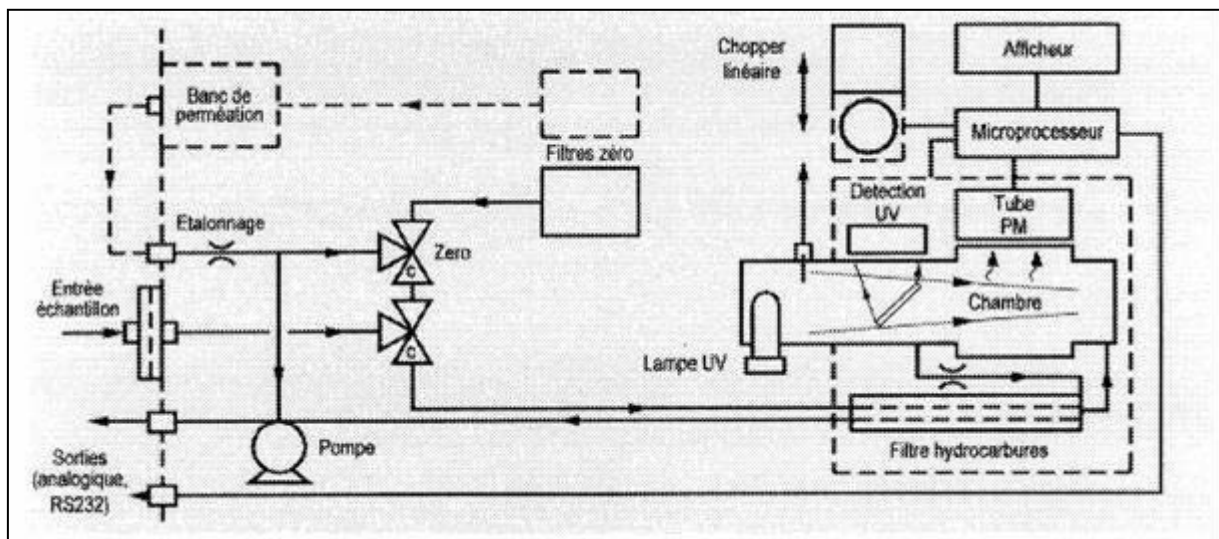 Chopper
linéaire
Afficheur
Banc de
perméation
Microprocesseur
Filtres zéro
Detection
UV
Tube
PM
Etalonnage
Zero
C
Entrée
échantillon
Chambre
C
Lampe UV
Pompe
Filtre hydrocarbures
Sorties
(analogique,
RS232)